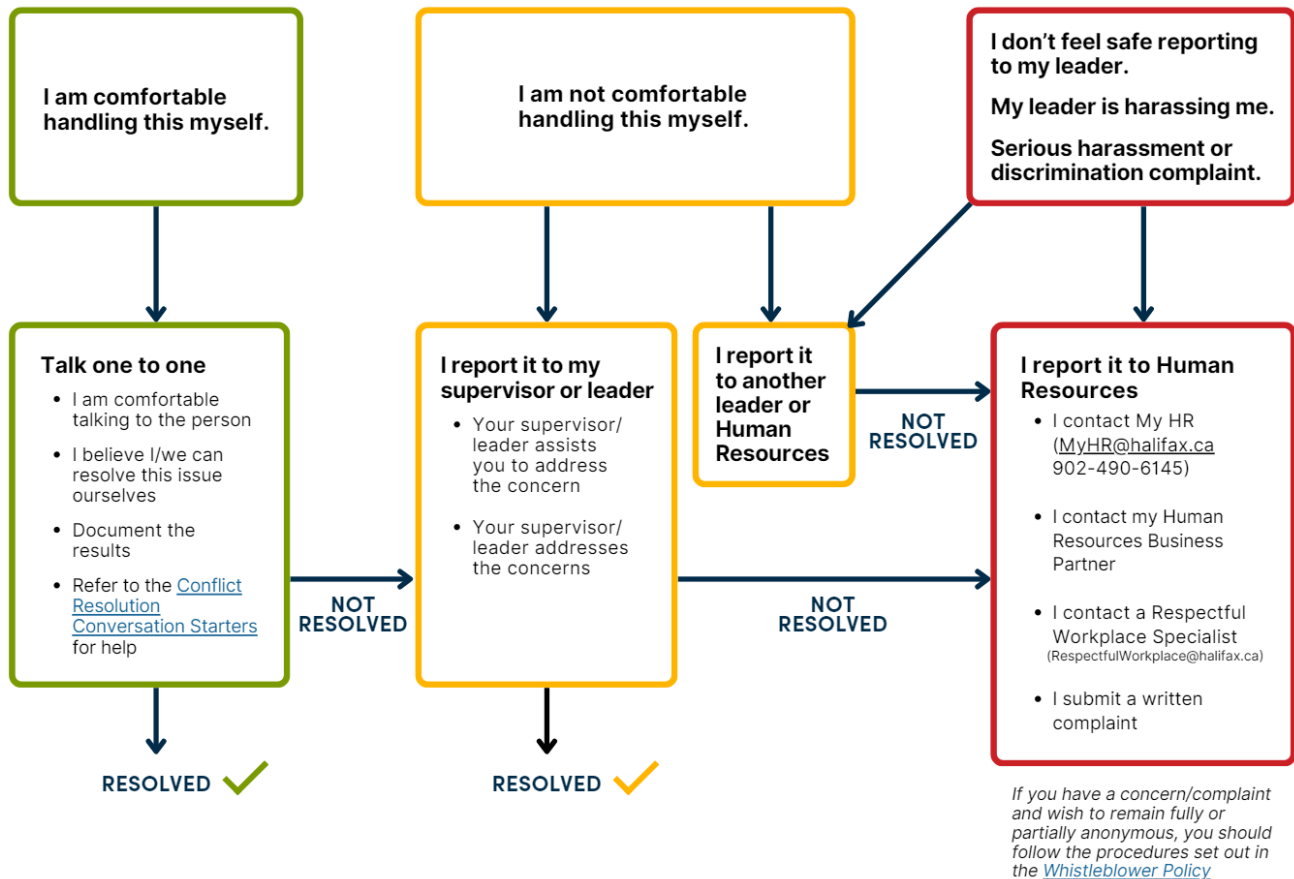 I am comfortable
handling this myself.
I am not comfortable
handling this myself.
I don’t feel safe reporting
to my leader.
My leader is harassing me.
Serious harassment or
discrimination complaint.
Talk one to one
• I am comfortable
talking to the person
• I believe I/we can
resolve this issue
ourselves
• Document the
results
• Refer to the Conflict
Resolution
Conversation Starters
for help
NOT
RESOLVED
RESOLVED
I report it to my
supervisor or leader
• Your supervisor/
leader assists
you to address
the concern
• Your supervisor/
leader addresses
the concerns
NOT
RESOLVED
RESOLVED
I report it
to another
leader or
Human
Resources
NOT
RESOLVED
I report it to Human
Resources
• I contact My HR
(MyHR@halifax.ca
902-490-6145)
• I contact my Human
Resources Business
Partner
• I contact a Respectful
Workplace Specialist
(RespectfulWorkplace@halifax.ca)
• I submit a written
complaint
If you have a concern/complaint
and wish to remain fully or
partially anonymous, you should
follow the procedures set out in
the Whistleblower Policy